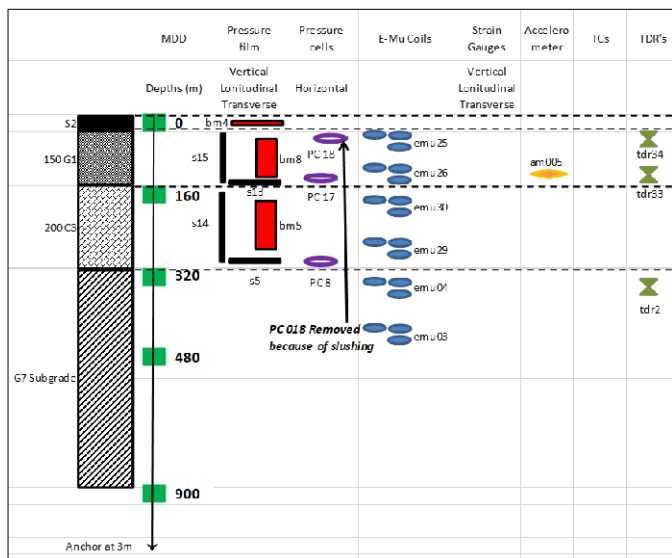 MDD
Pressure film
Pressure cells
E-Mu Coils
Strain Gauges
Accelero meter
TCs
TDR's
Depths (m)
Vertical Lonitudinal Transverse
Horizontal
Vertical Lonitudinal Transverse
S2
0
bm4
150 G1
s15
bm8
PC 18
emu25
emu26
am005
tdr34
s13
160
PC 17
tdr33
200 C3
s14
bm5
emu30
emu29
s5
320
PC 8
emu04
tdr2
PC 018 Removed because of slushing
emu03
480
G7 Subgrade
900
Anchor at 3m